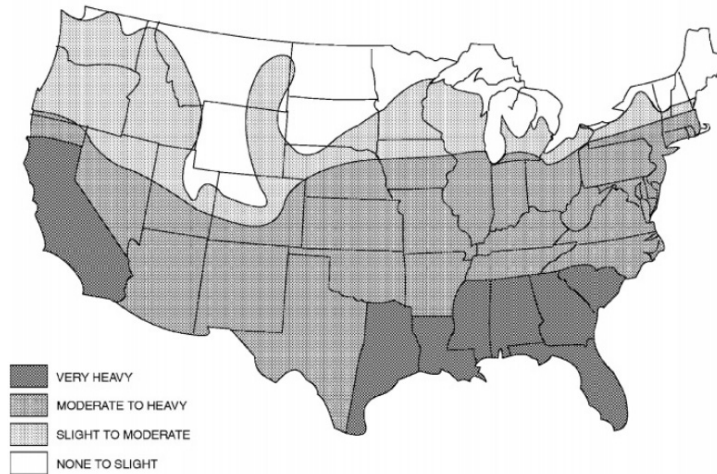 VERY HEAVY
MODERATE TO HEAVY
SLIGHT TO MODERATE
NONE TO SLIGHT